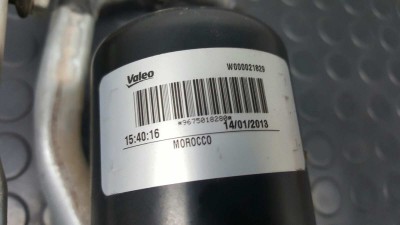 Valeo W000021829
*9675018280*
15:40:16 14/01/2013
MOROCCO